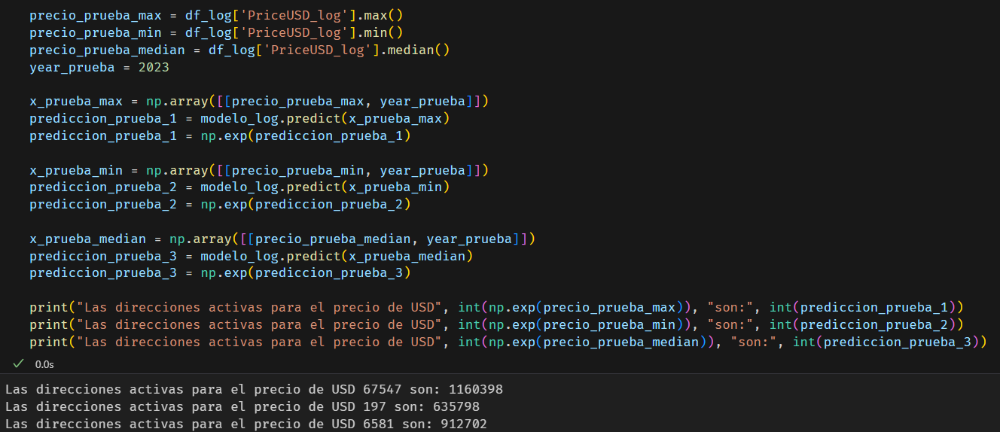 precio_prueba_max = df_log['PriceUSD_log'].max()
precio_prueba_min = df_log['PriceUSD_log'].min()
precio_prueba_median = df_log['PriceUSD_log'].median()
year_prueba = 2023
x_prueba_max = np.array([[precio_prueba_max, year_prueba]])
prediccion_prueba_1 = modelo_log.predict(x_prueba_max)
prediccion_prueba_1 = np.exp(prediccion_prueba_1)
x_prueba_min = np.array([[precio_prueba_min, year_prueba]])
prediccion_prueba_2 = modelo_log.predict(x_prueba_min)
prediccion_prueba_2 = np.exp(prediccion_prueba_2)
x_prueba_median = np.array([[precio_prueba_median, year_prueba]])
prediccion_prueba_3 = modelo_log.predict(x_prueba_median)
prediccion_prueba_3 = np.exp(prediccion_prueba_3)
print("Las direcciones activas para el precio de USD", int(np.exp(precio_prueba_max)), "son:", int(prediccion_prueba_1))
print("Las direcciones activas para el precio de USD", int(np.exp(precio_prueba_min)), "son:", int(prediccion_prueba_2))
print("Las direcciones activas para el precio de USD", int(np.exp(precio_prueba_median)), "son:", int(prediccion_prueba_3))
0.0s
Las direcciones activas para el precio de USD 67547 son: 1160398
Las direcciones activas para el precio de USD 197 son: 635798
Las direcciones activas para el precio de USD 6581 son: 912702